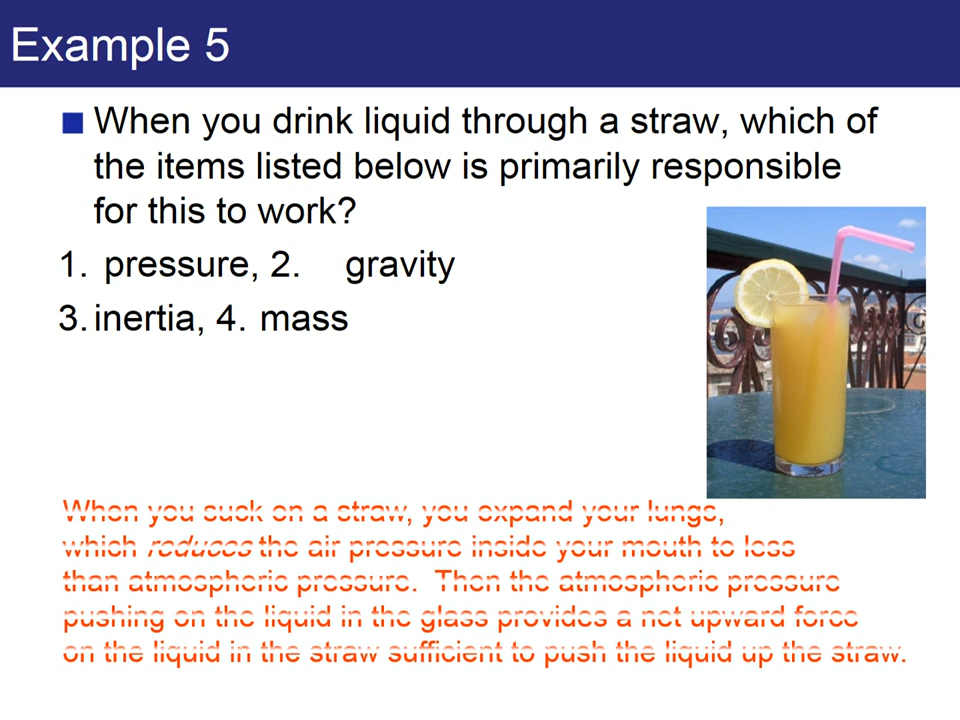 Example 5
When you drink liquid through a straw, which of
the items listed below is primarily responsible
for this to work?
1. pressure, 2. gravity
3. inertia, 4. mass
When you suck on a straw, you expand your lungs,
which reduces the air pressure inside your mouth to less
than atmospheric pressure. Then the atmospheric pressure
pushing on the liquid in the glass provides a net upward force
on the liquid in the straw sufficient to push the liquid up the straw.